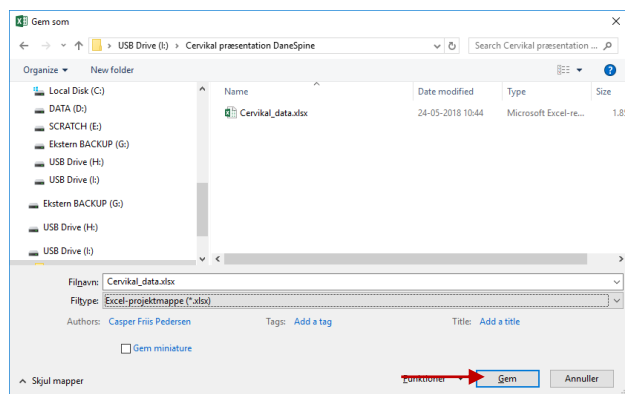 Gem som
USB Drive (I:) > Cervikal præsentation DaneSpine
Search Cervikal præsentation ...
Organize
New folder
Local Disk (C:)
DATA (D:)
SCRATCH (E:)
Ekstern BACKUP (G:)
USB Drive (H:)
USB Drive (I:)
Ekstern BACKUP (G:)
USB Drive (H:)
USB Drive (I:)
Name Date modified Type Size
Cervikal_data.xlsx 24-05-2018 10:44 Microsoft Excel-re... 1.8
Filnavn: Cervikal_data.xlsx
Filtype: Excel-projektmappe (*.xlsx)
Authors: Casper Friis Pedersen Tags: Add a tag Title: Add a title
Gem miniature
Skjul mapper Funktioner Gem Annuller